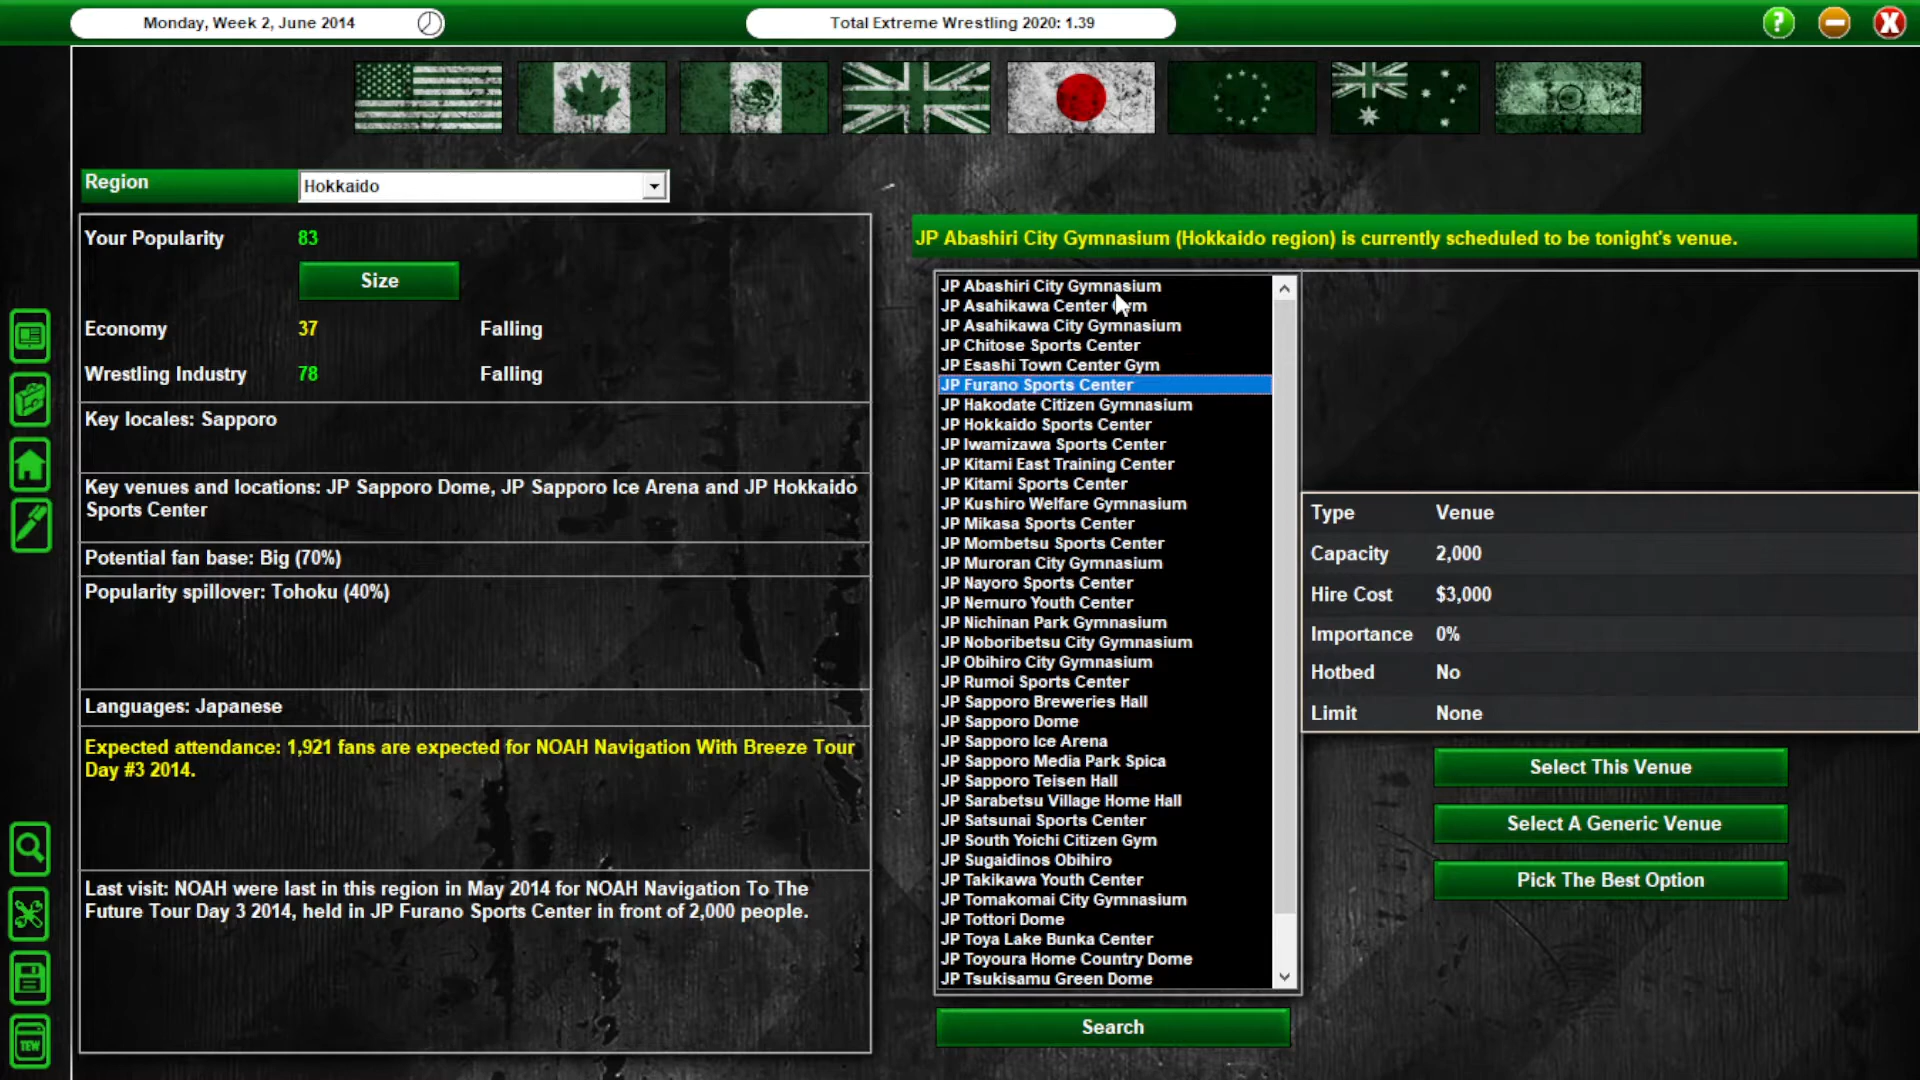 Monday, Week 2, June 2014
Total Extreme Wrestling 2020: 1.39
?
X
Region
Hokkaido
Your Popularity 83
Size
Economy 37 Falling
Wrestling Industry 78 Falling
Key locales: Sapporo
Key venues and locations: JP Sapporo Dome, JP Sapporo Ice Arena and JP Hokkaido
Sports Center
Potential fan base: Big (70%)
Popularity spillover: Tohoku (40%)
Languages: Japanese
Expected attendance: 1,921 fans are expected for NOAH Navigation With Breeze Tour
Day #3 2014.
Last visit: NOAH were last in this region in May 2014 for NOAH Navigation To The
Future Tour Day 3 2014, held in JP Furano Sports Center in front of 2,000 people.
JP Abashiri City Gymnasium (Hokkaido region) is currently scheduled to be tonight's venue.
JP Abashiri City Gymnasium
JP Asahikawa Center Gym
JP Asahikawa City Gymnasium
JP Chitose Sports Center
JP Esashi Town Center Gym
JP Furano Sports Center
JP Hakodate Citizen Gymnasium
JP Hokkaido Sports Center
JP Iwamizawa Sports Center
JP Kitami East Training Center
JP Kitami Sports Center
JP Kushiro Welfare Gymnasium
JP Mikasa Sports Center
JP Mombetsu Sports Center
JP Muroran City Gymnasium
JP Nayoro Sports Center
JP Nemuro Youth Center
JP Nichinan Park Gymnasium
JP Noboribetsu City Gymnasium
JP Obihiro City Gymnasium
JP Rumoi Sports Center
JP Sapporo Breweries Hall
JP Sapporo Dome
JP Sapporo Ice Arena
JP Sapporo Media Park Spica
JP Sapporo Teisen Hall
JP Sarabetsu Village Home Hall
JP Satsunai Sports Center
JP South Yoichi Citizen Gym
JP Sugaidinos Obihiro
JP Takikawa Youth Center
JP Tomakomai City Gymnasium
JP Tottori Dome
JP Toya Lake Bunka Center
JP Toyoura Home Country Dome
JP Tsukisamu Green Dome
Search
Type Venue
Capacity 2,000
Hire Cost $3,000
Importance 0%
Hotbed No
Limit None
Select This Venue
Select A Generic Venue
Pick The Best Option
TEW